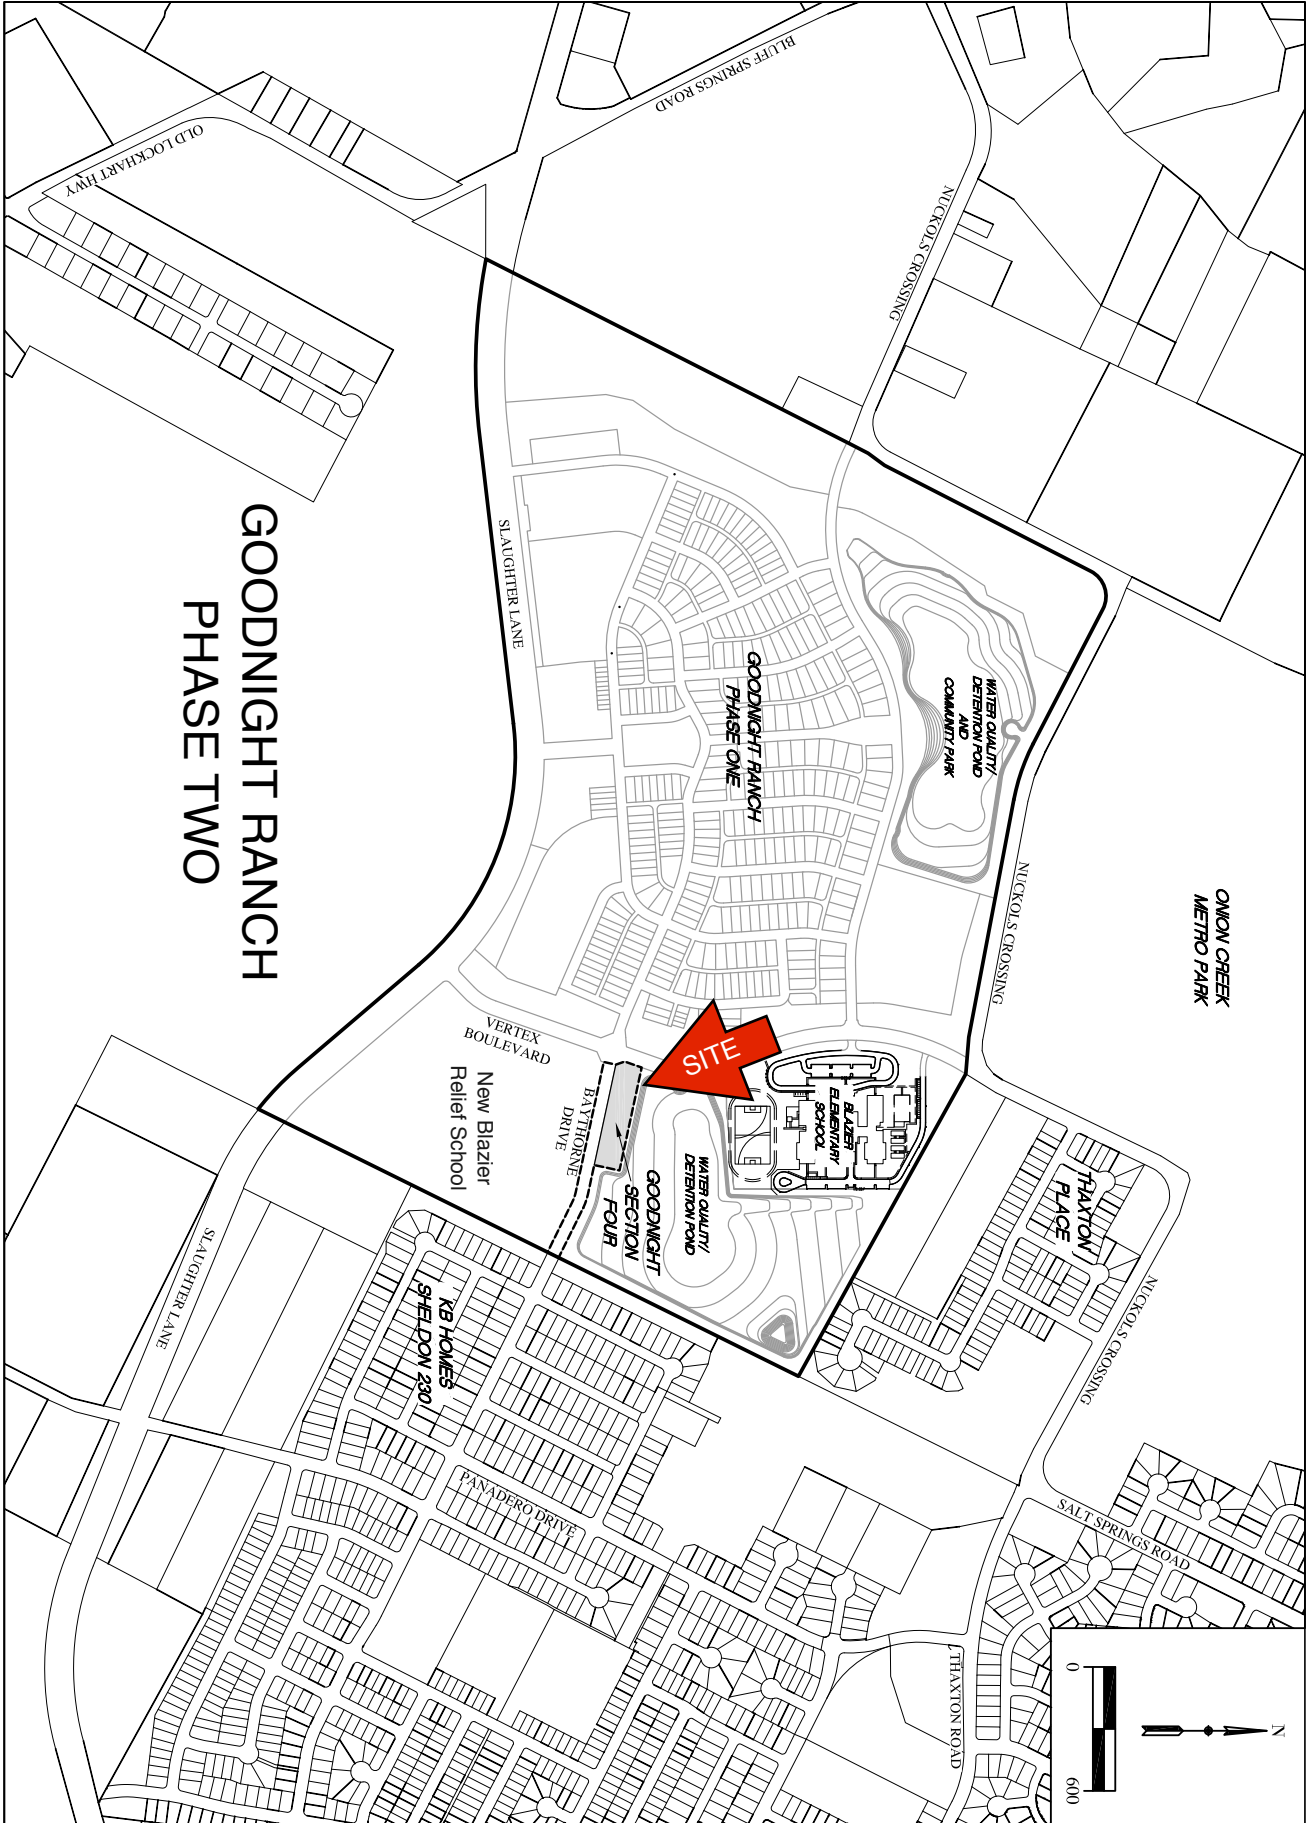 BLUFF SPRINGS ROAD
OLD LOCKHART HWY
NUCKOLS CROSSING
SLAUGHTER LANE
GOODNIGHT RANCH
PHASE TWO
GOODNIGHT RANCH
PHASE ONE
WATER QUALITY/
DETENTION POND
AND
COMMUNITY PARK
NUCKOLS CROSSING
ONION CREEK
METRO PARK
VERTEX
BOULEVARD
SITE
New Blazier
Relief School
BAYTHORNE
DRIVE
BLAZIER
ELEMENTARY
SCHOOL
WATER QUALITY/
DETENTION POND
GOODNIGHT
SECTION
FOUR
THAXTON
PLACE
NUCKOLS CROSSING
SLAUGHTER LANE
KB HOMES
SHELDON 230
PANADERO DRIVE
SALT SPRINGS ROAD
THAXTON ROAD
N
0
600